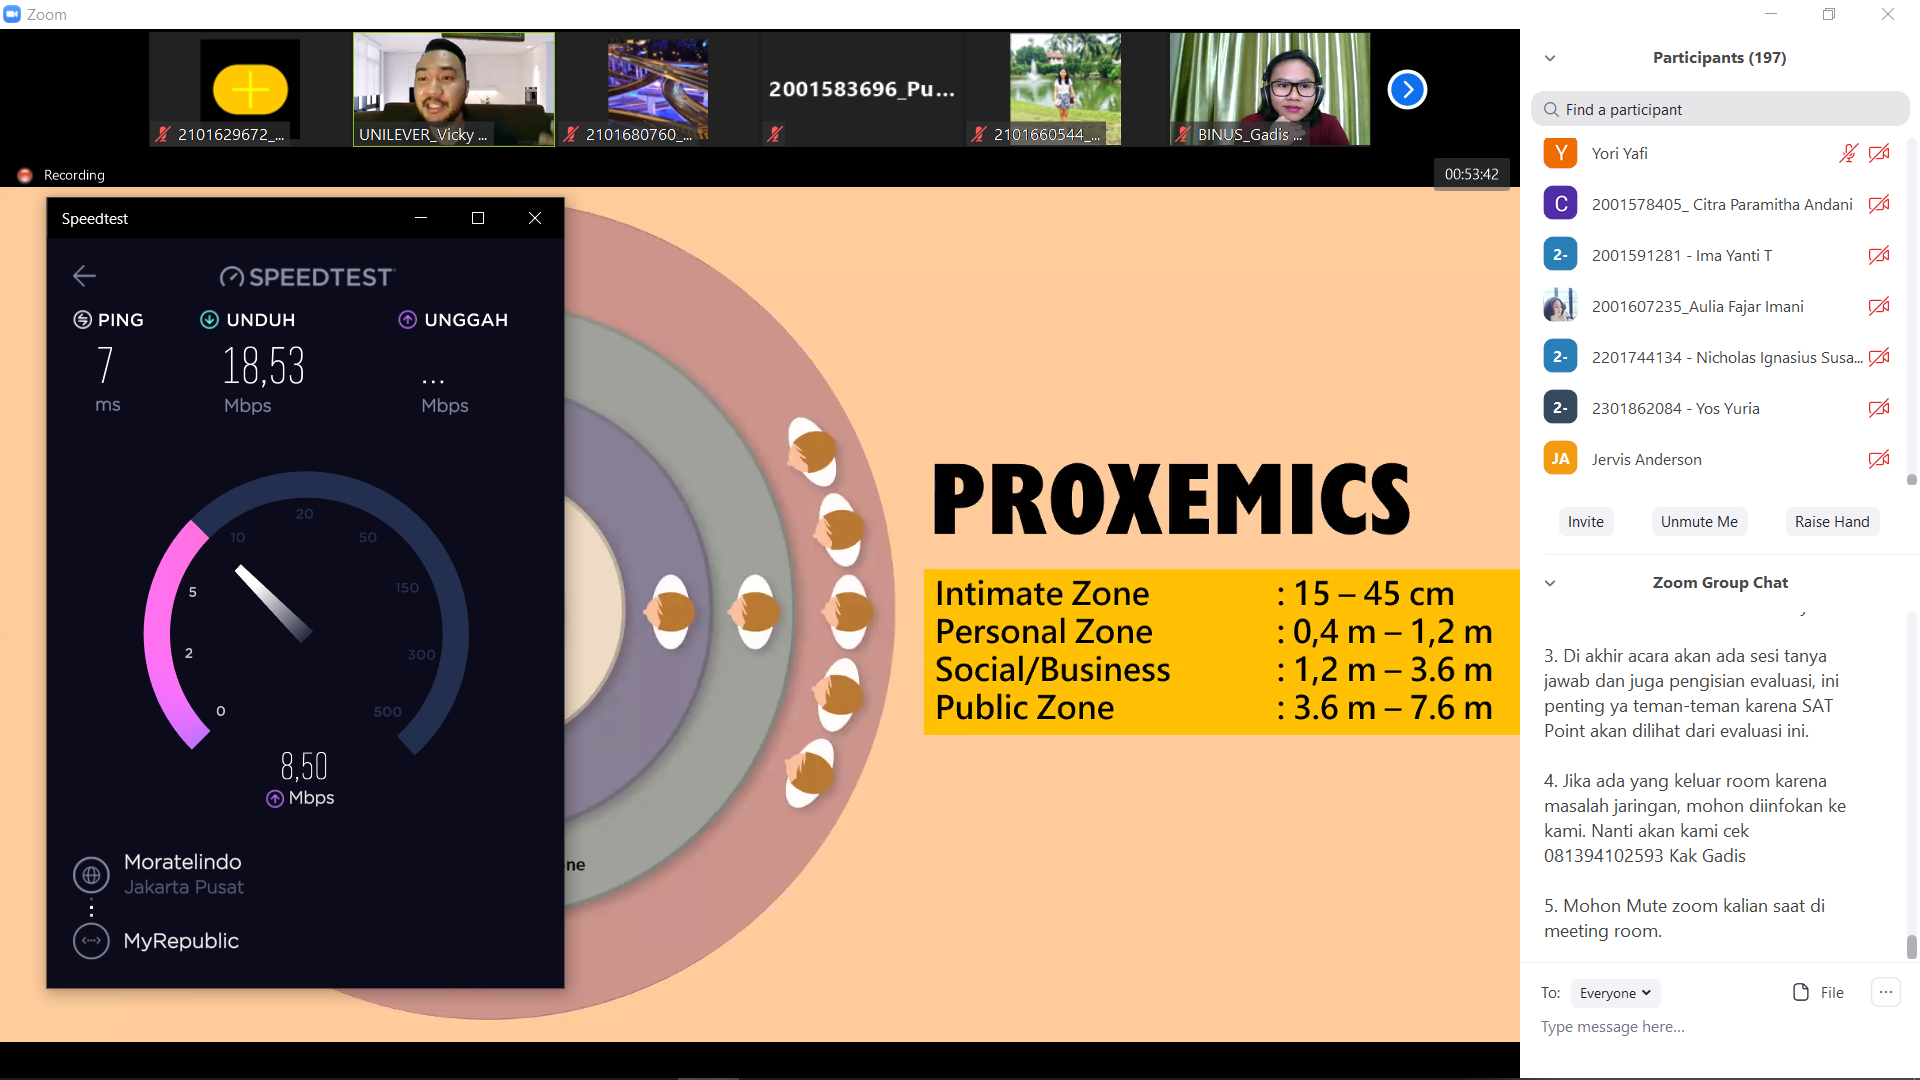 Zoom
2101629672_...
UNILEVER_Vicky ...
2101680760_...
2001583696_Pu...
2101660544_...
BINUS_Gadis ...
Recording
00:53:42
Speedtest
SPEEDTEST
PING
UNDUH
UNGGAH
7
18,53
...
ms
Mbps
Mbps
0
2
5
10
20
50
150
300
500
8,50
Mbps
Moratelindo
Jakarta Pusat
MyRepublic
ne
PROXEMICS
Intimate Zone : 15 – 45 cm
Personal Zone : 0,4 m – 1,2 m
Social/Business : 1,2 m – 3.6 m
Public Zone : 3.6 m – 7.6 m
Participants (197)
Find a participant
Y Yori Yafi
C 2001578405_ Citra Paramitha Andani
2- 2001591281 - Ima Yanti T
2001607235_Aulia Fajar Imani
2- 2201744134 - Nicholas Ignasius Susa...
2- 2301862084 - Yos Yuria
JA Jervis Anderson
Invite
Unmute Me
Raise Hand
Zoom Group Chat
3. Di akhir acara akan ada sesi tanya
jawab dan juga pengisian evaluasi, ini
penting ya teman-teman karena SAT
Point akan dilihat dari evaluasi ini.
4. Jika ada yang keluar room karena
masalah jaringan, mohon diinfokan ke
kami. Nanti akan kami cek
081394102593 Kak Gadis
5. Mohon Mute zoom kalian saat di
meeting room.
To: Everyone
File
Type message here...